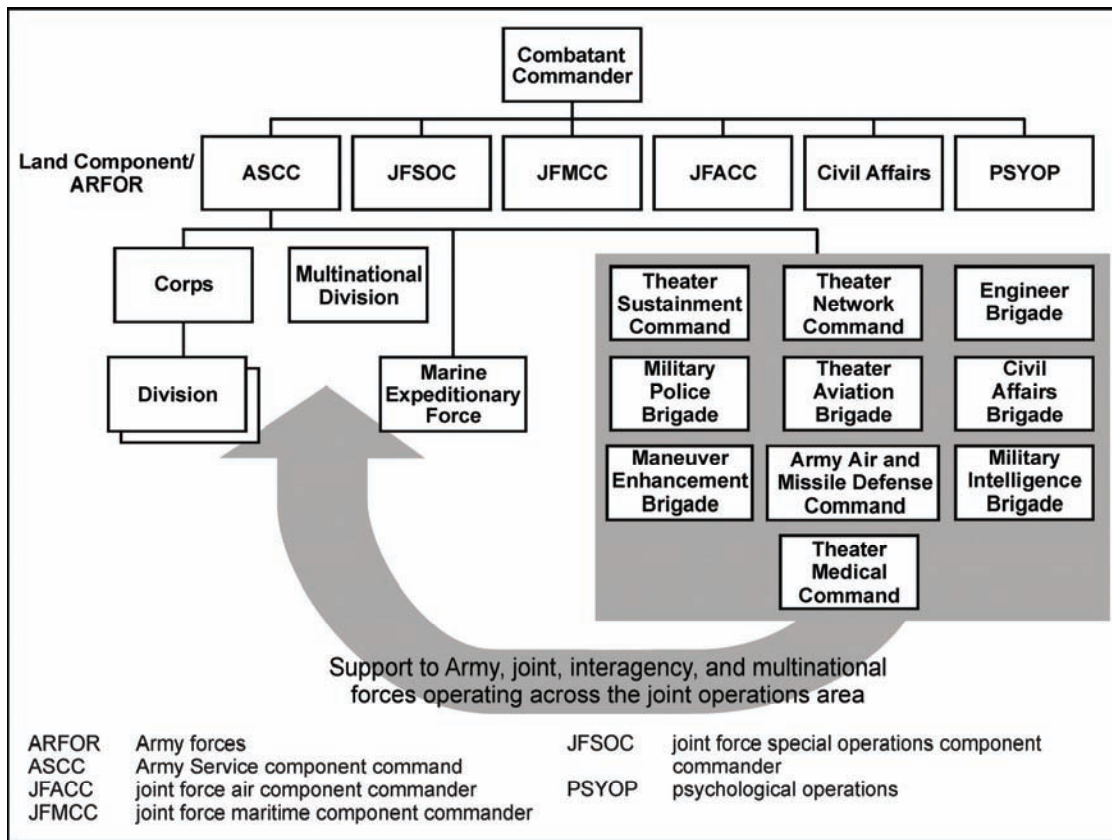 Combatant
Commander
Land Component/
ARFOR
ASCC
JFSOC
JFMCC
JFACC
Civil Affairs
PSYOP
Corps
Multinational
Division
Division
Marine
Expeditionary
Force
Theater
Sustainment
Command
Theater
Network
Command
Engineer
Brigade
Military
Police
Brigade
Theater
Aviation
Brigade
Civil
Affairs
Brigade
Maneuver
Enhancement
Brigade
Army Air and
Missile Defense
Command
Military
Intelligence
Brigade
Theater
Medical
Command
Support to Army, joint, interagency, and multinational
forces operating across the joint operations area
ARFOR Army forces
ASCC Army Service component command
JFACC joint force air component commander
JFMCC joint force maritime component commander
JFSOC joint force special operations component
commander
PSYOP psychological operations